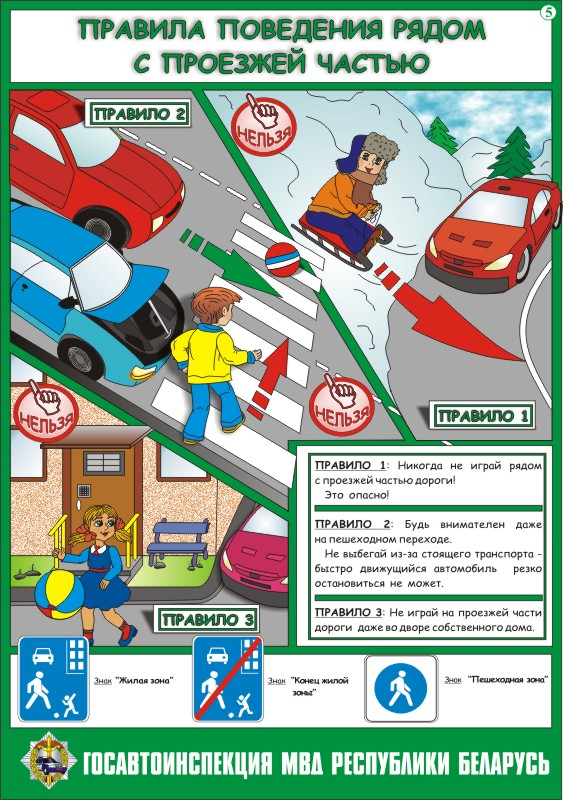 5
ПРАВИЛА ПОВЕДЕНИЯ РЯДОМ
С ПРОЕЗЖЕЙ ЧАСТЬЮ
ПРАВИЛО 2
НЕЛЬЗЯ
НЕЛЬЗЯ
НЕЛЬЗЯ
ПРАВИЛО 1
ПРАВИЛО 1: Никогда не играй рядом
с проезжей частью дороги!
Это опасно!
ПРАВИЛО 2: Будь внимателен даже
на пешеходном переходе.
Не выбегай из-за стоящего транспорта -
быстро движущийся автомобиль резко
остановиться не может.
ПРАВИЛО 3: Не играй на проезжей части
дороги даже во дворе собственного дома.
ПРАВИЛО 3
Знак "Жилая зона"
Знак "Конец жилой
зоны"
Знак "Пешеходная зона"
ГОСАВТОИНСПЕКЦИЯ МВД РЕСПУБЛИКИ БЕЛАРУСЬ